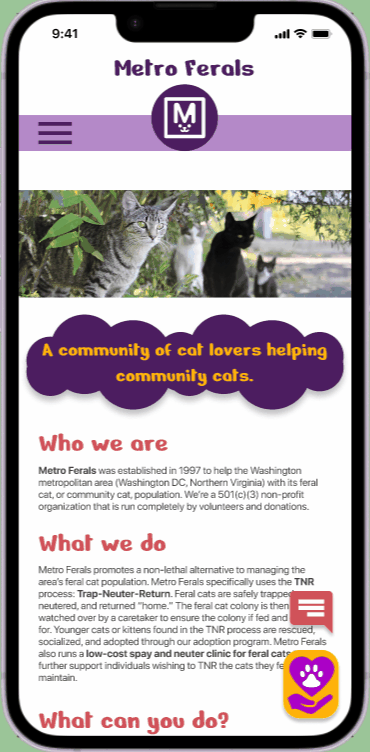 9:41
Metro Ferals
M
A community of cat lovers helping
community cats.
Who we are
Metro Ferals was established in 1997 to help the Washington
metropolitan area (Washington DC, Northern Virginia) with its feral
cat, or community cat, population. We're a 501(c)(3) non-profit
organization that is run completely by volunteers and donations.
What we do
Metro Ferals promotes a non-lethal alternative to managing the
area's feral cat population. Metro Ferals specifically uses the TNR
process: Trap-Neuter-Return. Feral cats are safely trapped
neutered, and returned "home." The feral cat colony is then
watched over by a caretaker to ensure the colony if fed and
for. Younger cats or kittens found in the TNR process are rescued,
socialized, and adopted through our adoption program. Metro Ferals
also runs a low-cost spay and neuter clinic for feral cats
further support individuals wishing to TNR the cats they
maintain.
What can you do?